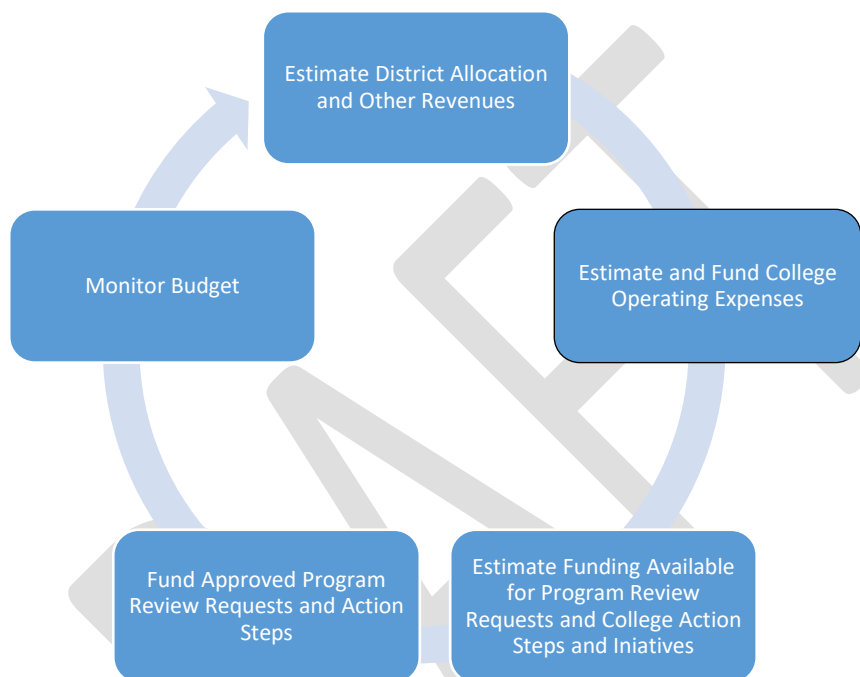 Estimate District Allocation
and Other Revenues
Estimate and Fund College
Operating Expenses
Estimate Funding Available
for Program Review
Requests and College Action
Steps and Iniatives
Fund Approved Program
Review Requests and Action
Steps
Monitor Budget